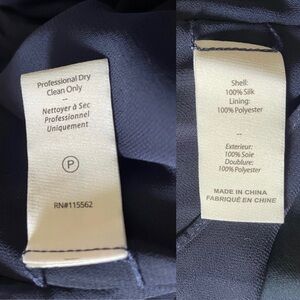 Professional Dry
Clean Only
--
Nettoyer à Sec
Professionnel
Uniquement
P
RN#115562
Shell:
100% Silk
Lining:
100% Polyester
--
Exterieur:
100% Soie
Doublure:
100% Polyester
MADE IN CHINA
FABRIQUÉ EN CHINE